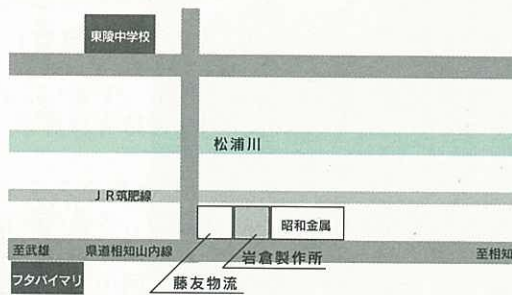 東陵中学校
松浦川
JR筑肥線
昭和金属
至武雄
県道相知山内線
岩倉製作所
至相知
フタバイマリ
藤友物流